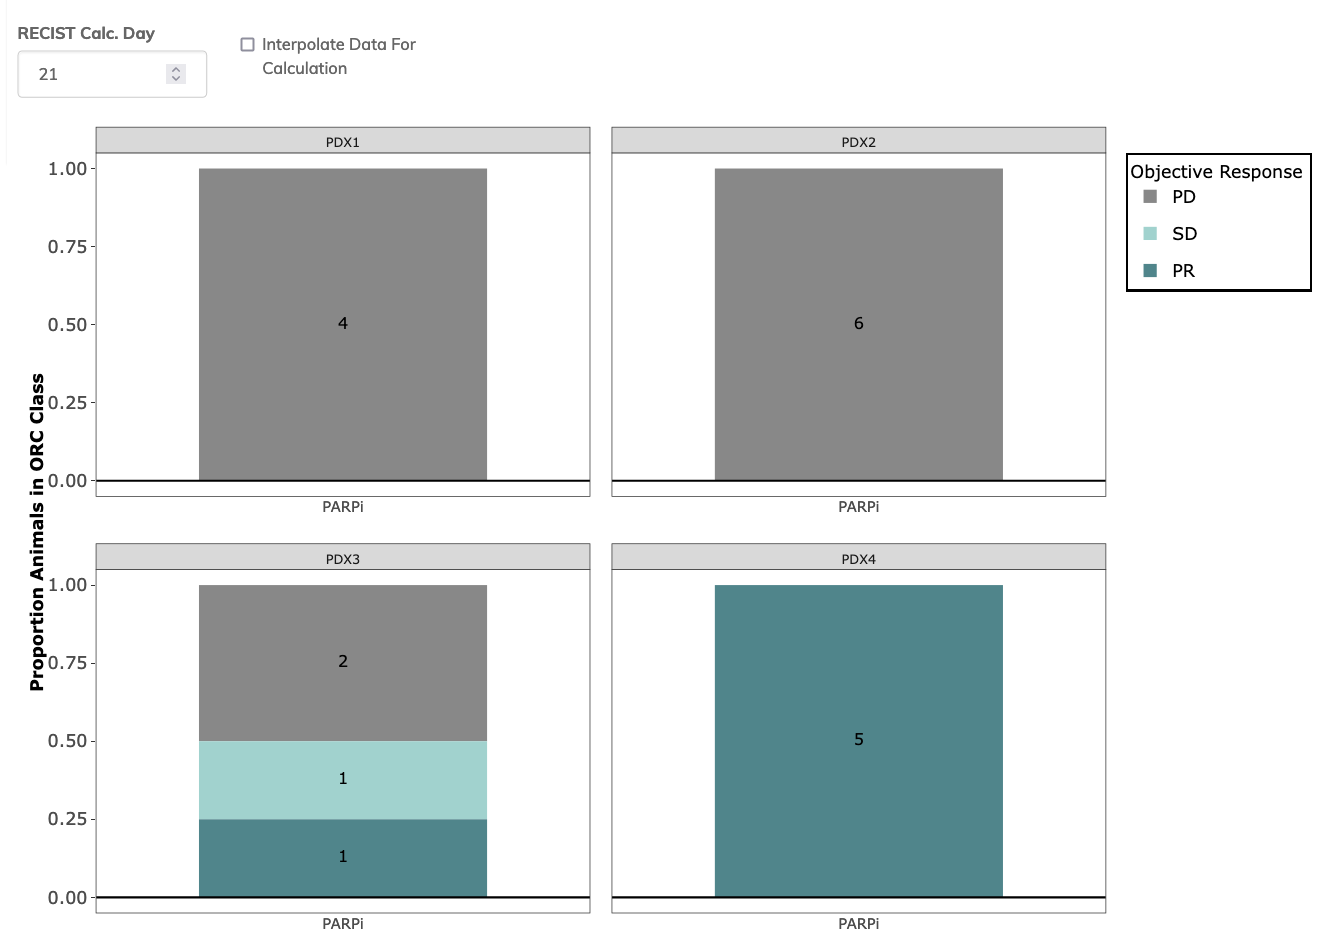 RECIST Calc. Day
21
Interpolate Data For
Calculation
Proportion Animals in ORC Class
PDX1
1.00
0.75
0.50
0.25
0.00
4
PARPi
PDX2
6
PARPi
Objective Response
PD
SD
PR
PDX3
1.00
0.75
0.50
0.25
0.00
2
1
1
PARPi
PDX4
5
PARPi